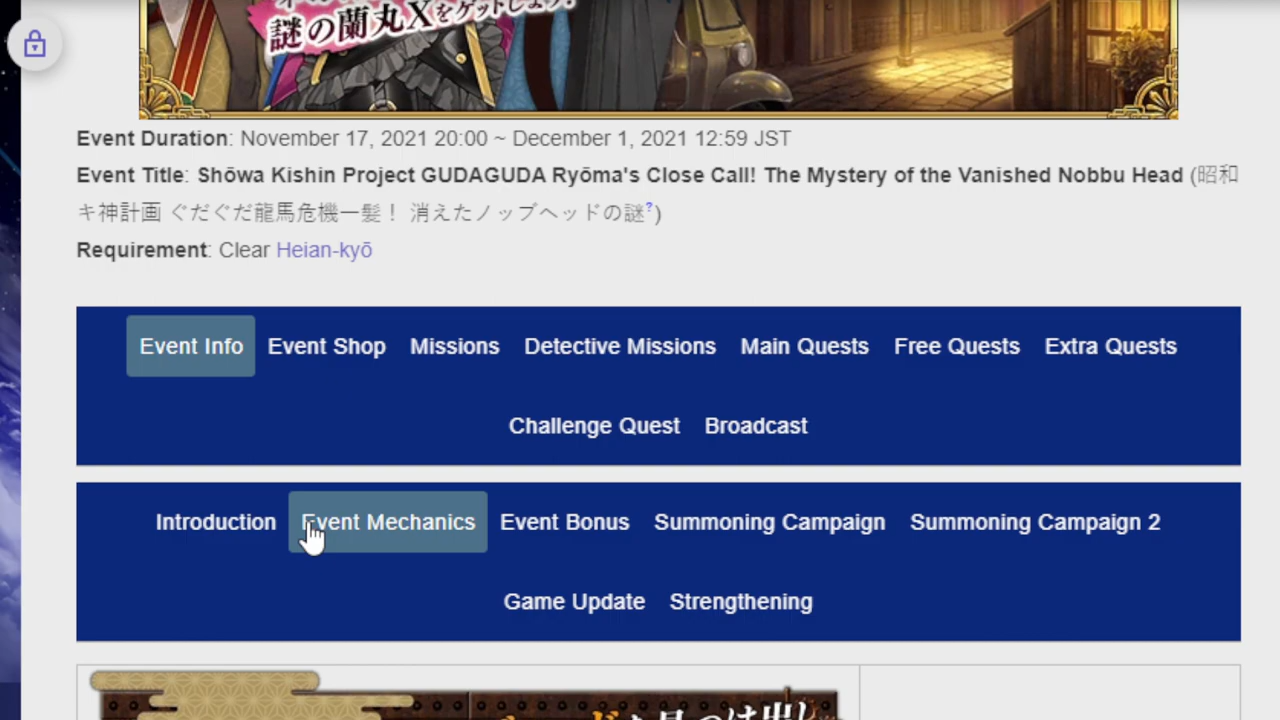 謎の蘭丸Xをゲットしよう!
Event Duration: November 17, 2021 20:00 ~ December 1, 2021 12:59 JST
Event Title: Shōwa Kishin Project GUDAGUDA Ryōma's Close Call! The Mystery of the Vanished Nobbu Head (昭和
キ神計画 ぐだぐだ龍馬危機一髪！ 消えたノッブヘッドの謎?)
Requirement: Clear Heian-kyō
Event Info Event Shop Missions Detective Missions Main Quests Free Quests Extra Quests
Challenge Quest Broadcast
Introduction Event Mechanics Event Bonus Summoning Campaign Summoning Campaign 2
Game Update Strengthening